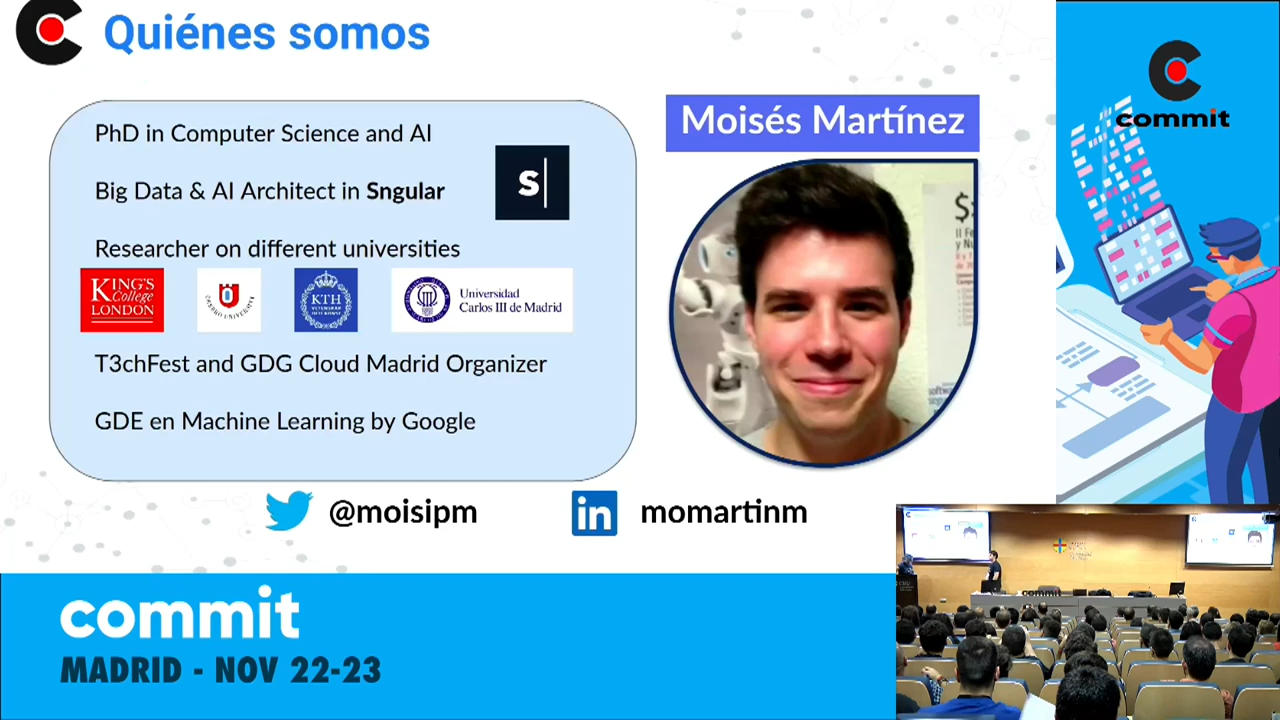 Quiénes somos
PhD in Computer Science and AI
Big Data & AI Architect in Sngular
S|
Researcher on different universities
KING'S
College
LONDON
KTH
Universidad
Carlos III de Madrid
T3chFest and GDG Cloud Madrid Organizer
GDE en Machine Learning by Google
Moisés Martínez
@moisipm
in
momartinm
commit
commit
MADRID - NOV 22-23
commit